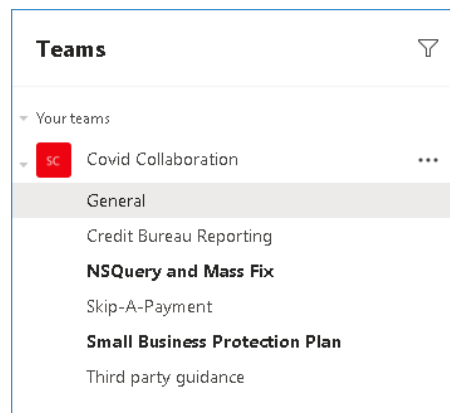 Teams
Your teams
SC Covid Collaboration
General
Credit Bureau Reporting
NSQuery and Mass Fix
Skip-A-Payment
Small Business Protection Plan
Third party guidance